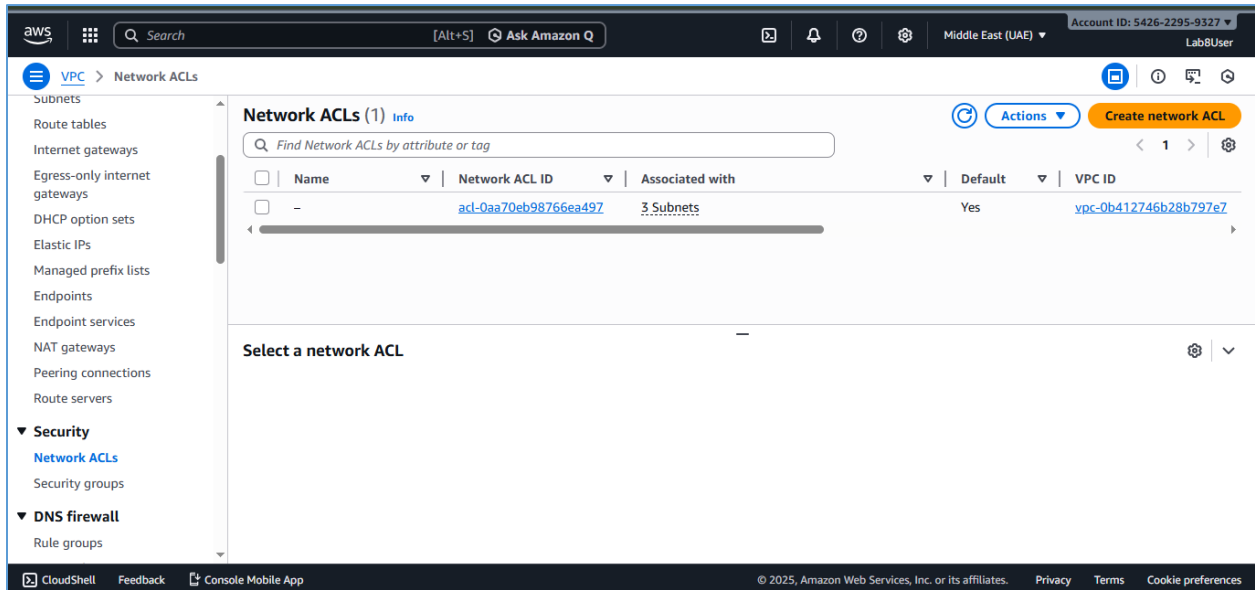 aws
Search [Alt+S] Ask Amazon Q
Middle East (UAE) ▼
Account ID: 5426-2295-9327 ▼
Lab8User
VPC > Network ACLs
Subnets
Route tables
Internet gateways
Egress-only internet
gateways
DHCP option sets
Elastic IPs
Managed prefix lists
Endpoints
Endpoint services
NAT gateways
Peering connections
Route servers
▼ Security
Network ACLs
Security groups
▼ DNS firewall
Rule groups
Network ACLs (1) Info
Actions ▼
Create network ACL
Find Network ACLs by attribute or tag
< 1 >
Name Network ACL ID Associated with Default VPC ID
– acl-0aa70eb98766ea497 3 Subnets Yes vpc-0b412746b28b797e7
Select a network ACL
CloudShell Feedback Console Mobile App © 2025, Amazon Web Services, Inc. or its affiliates. Privacy Terms Cookie preferences